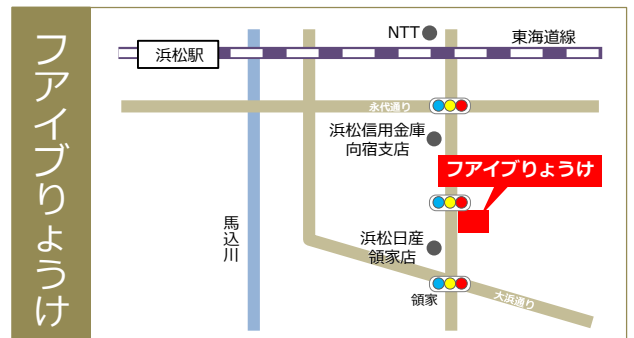 フアイブりょうけ
NTT
東海道線
浜松駅
永代通り
浜松信用金庫
向宿支店
フアイブりょうけ
馬込川
浜松日産
領家店
領家
大浜通り